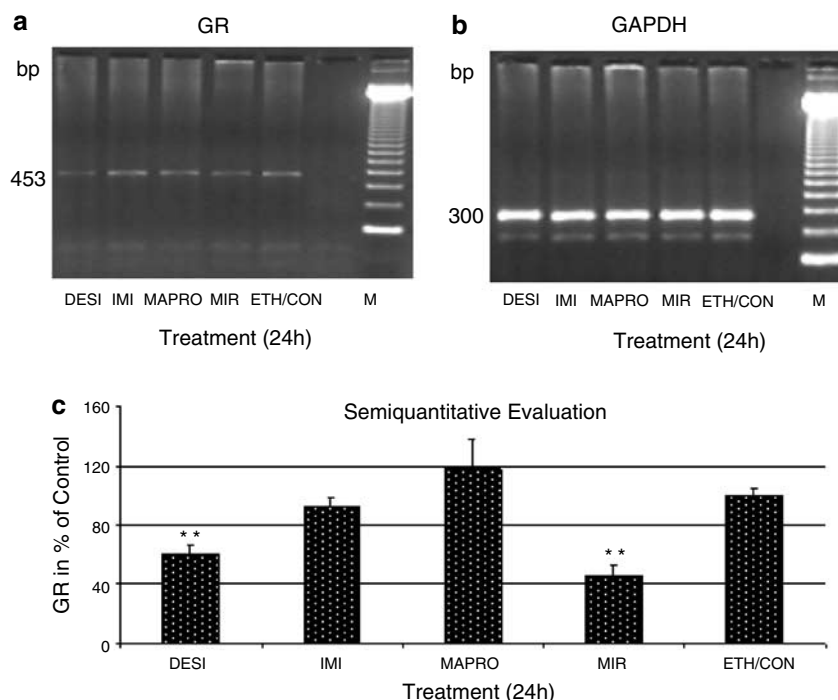 a
GR
bp
453
DESI IMI MAPRO MIR ETH/CON M
Treatment (24h)
b
GAPDH
bp
300
DESI IMI MAPRO MIR ETH/CON M
Treatment (24h)
c
Semiquantitative Evaluation
GR in % of Control
160
120
80
40
0
* *
* *
DESI IMI MAPRO MIR ETH/CON
Treatment (24h)